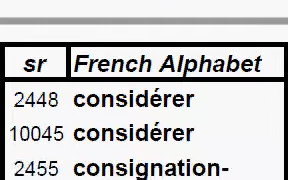 sr French Alphabet
2448 considérer
10045 considérer
2455 consignation-